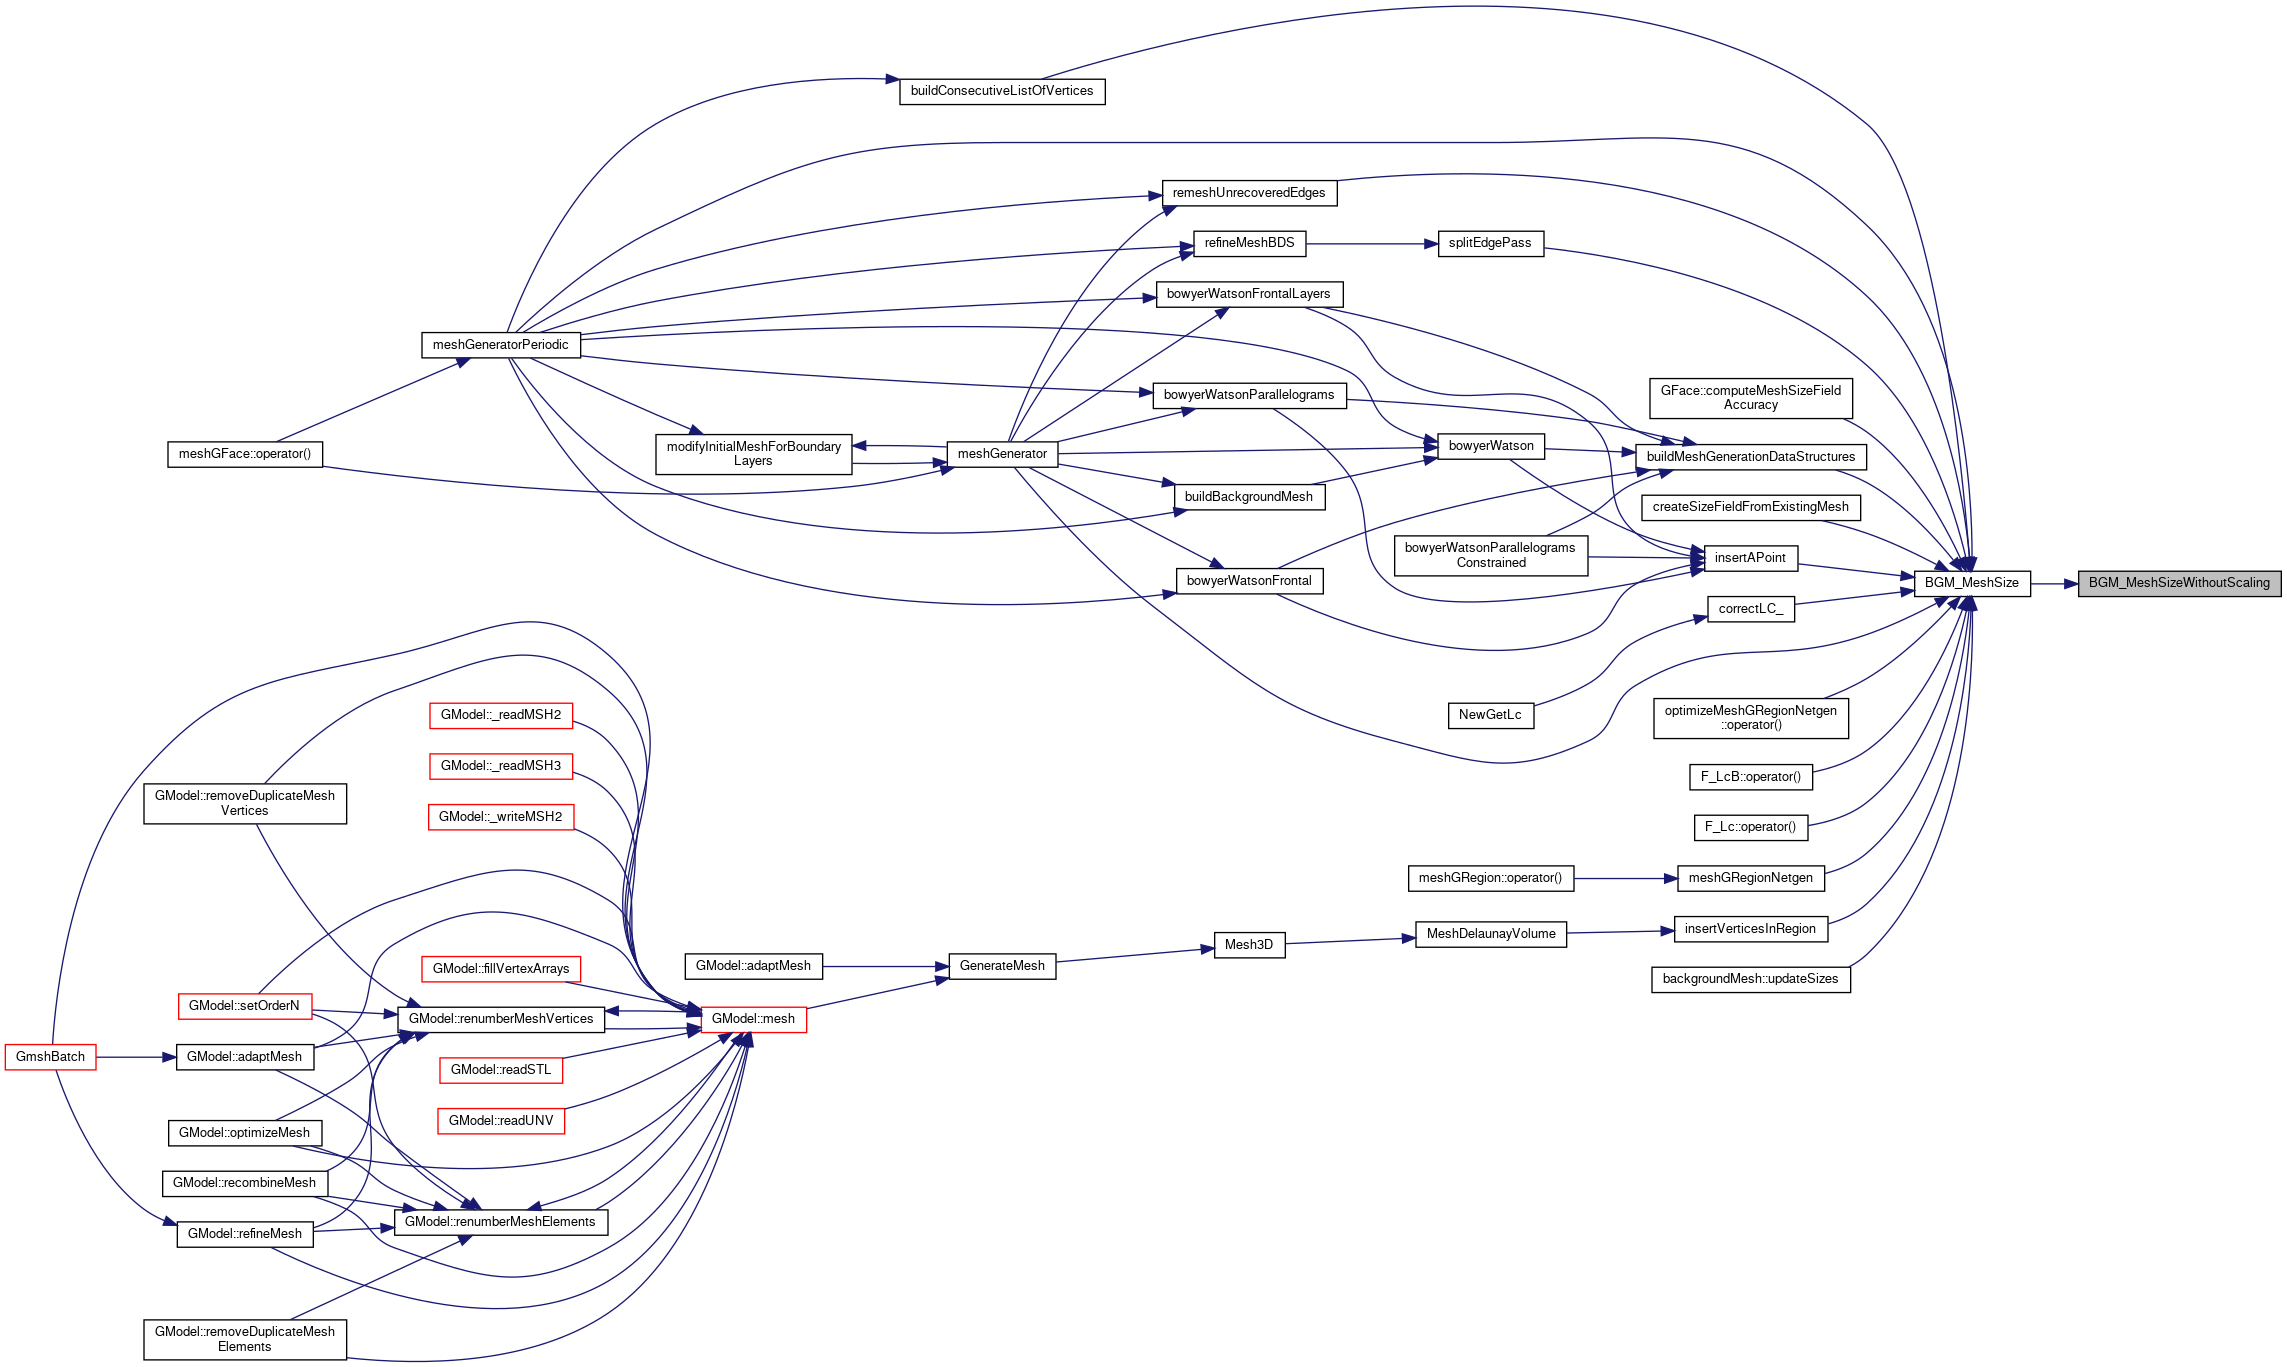 buildConsecutiveListOfVertices
remeshUnrecoveredEdges
refineMeshBDS
splitEdgePass
bowyerWatsonFrontalLayers
meshGeneratorPeriodic
GFace::computeMeshSizeField
Accuracy
bowyerWatsonParallelograms
meshGFace::operator()
modifyInitialMeshForBoundary
Layers
meshGenerator
bowyerWatson
buildMeshGenerationDataStructures
buildBackgroundMesh
createSizeFieldFromExistingMesh
bowyerWatsonParallelograms
Constrained
insertAPoint
bowyerWatsonFrontal
BGM_MeshSize
BGM_MeshSizeWithoutScaling
correctLC_
GModel::_readMSH2
NewGetLc
optimizeMeshGRegionNetgen
::operator()
GModel::_readMSH3
F_LcB::operator()
GModel::removeDuplicateMesh
Vertices
GModel::_writeMSH2
F_Lc::operator()
meshGRegion::operator()
meshGRegionNetgen
insertVerticesInRegion
MeshDelaunayVolume
Mesh3D
GModel::adaptMesh
GenerateMesh
GModel::fillVertexArrays
backgroundMesh::updateSizes
GModel::setOrderN
GModel::renumberMeshVertices
GModel::mesh
GmshBatch
GModel::adaptMesh
GModel::readSTL
GModel::readUNV
GModel::optimizeMesh
GModel::recombineMesh
GModel::renumberMeshElements
GModel::refineMesh
GModel::removeDuplicateMesh
Elements